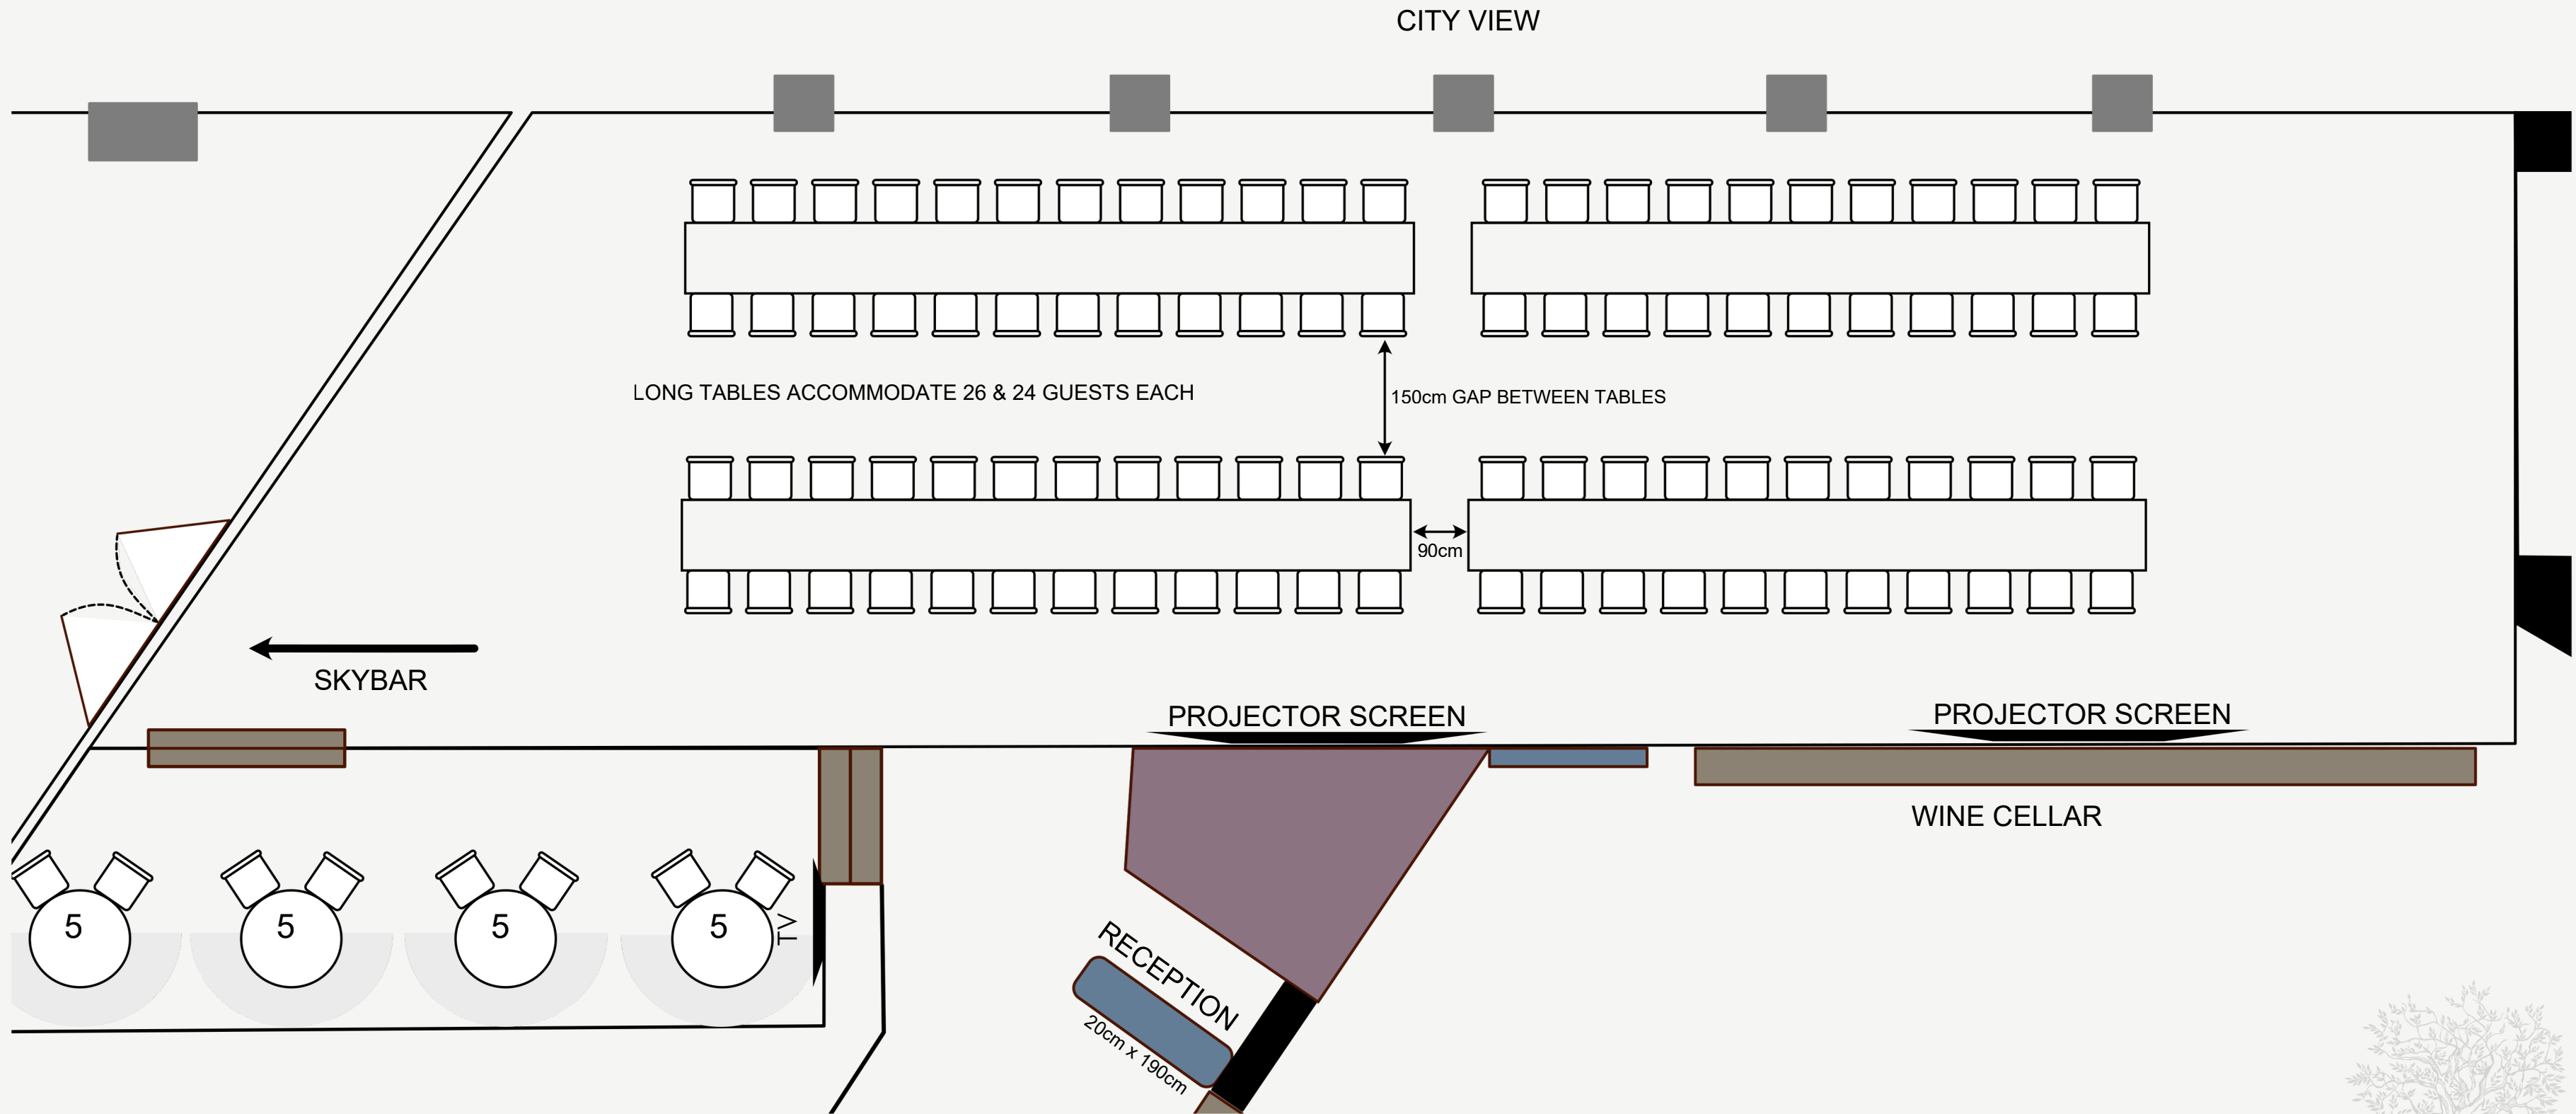 CITY VIEW
LONG TABLES ACCOMMODATE 26 & 24 GUESTS EACH
150cm GAP BETWEEN TABLES
90cm
SKYBAR
PROJECTOR SCREEN
PROJECTOR SCREEN
WINE CELLAR
5
5
5
5
TV
RECEPTION
20cm x 190cm